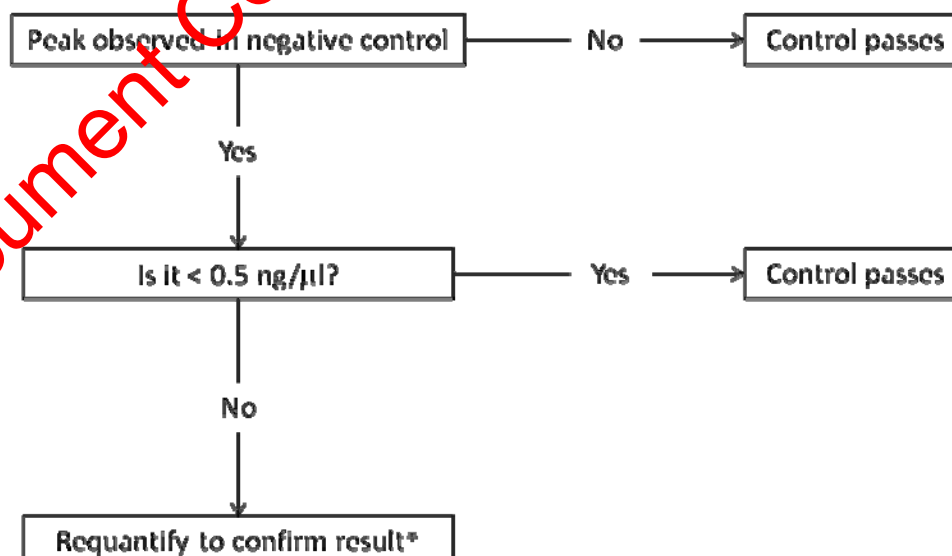 Peak observed in negative control
No
Control passes
Yes
Is it < 0.5 ng/µl?
Yes
Control passes
No
Requantify to confirm result*